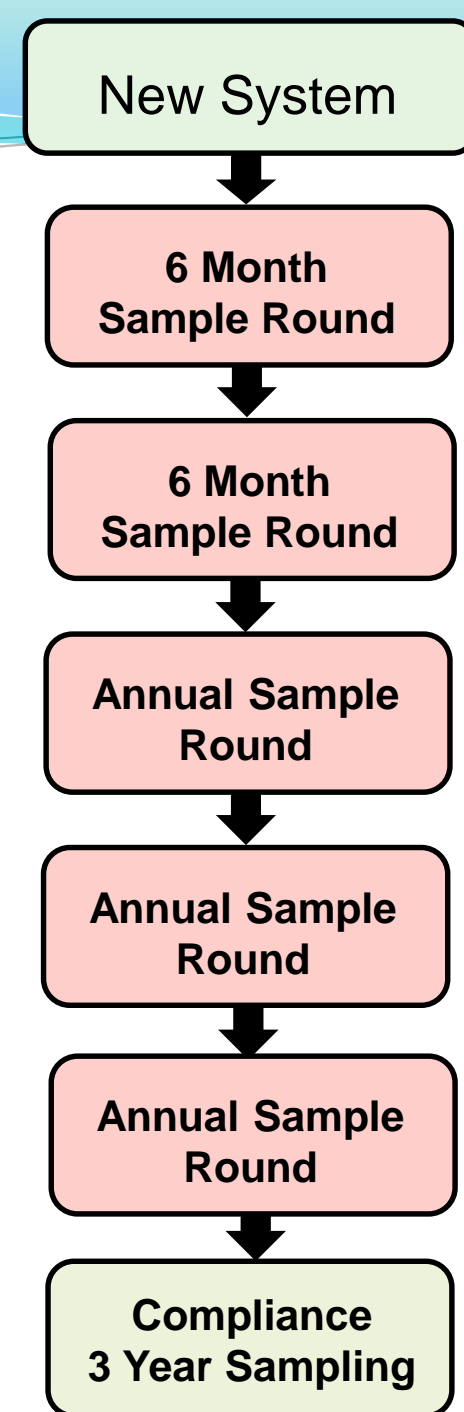 New System
6 Month
Sample Round
6 Month
Sample Round
Annual Sample
Round
Annual Sample
Round
Annual Sample
Round
Compliance
3 Year Sampling